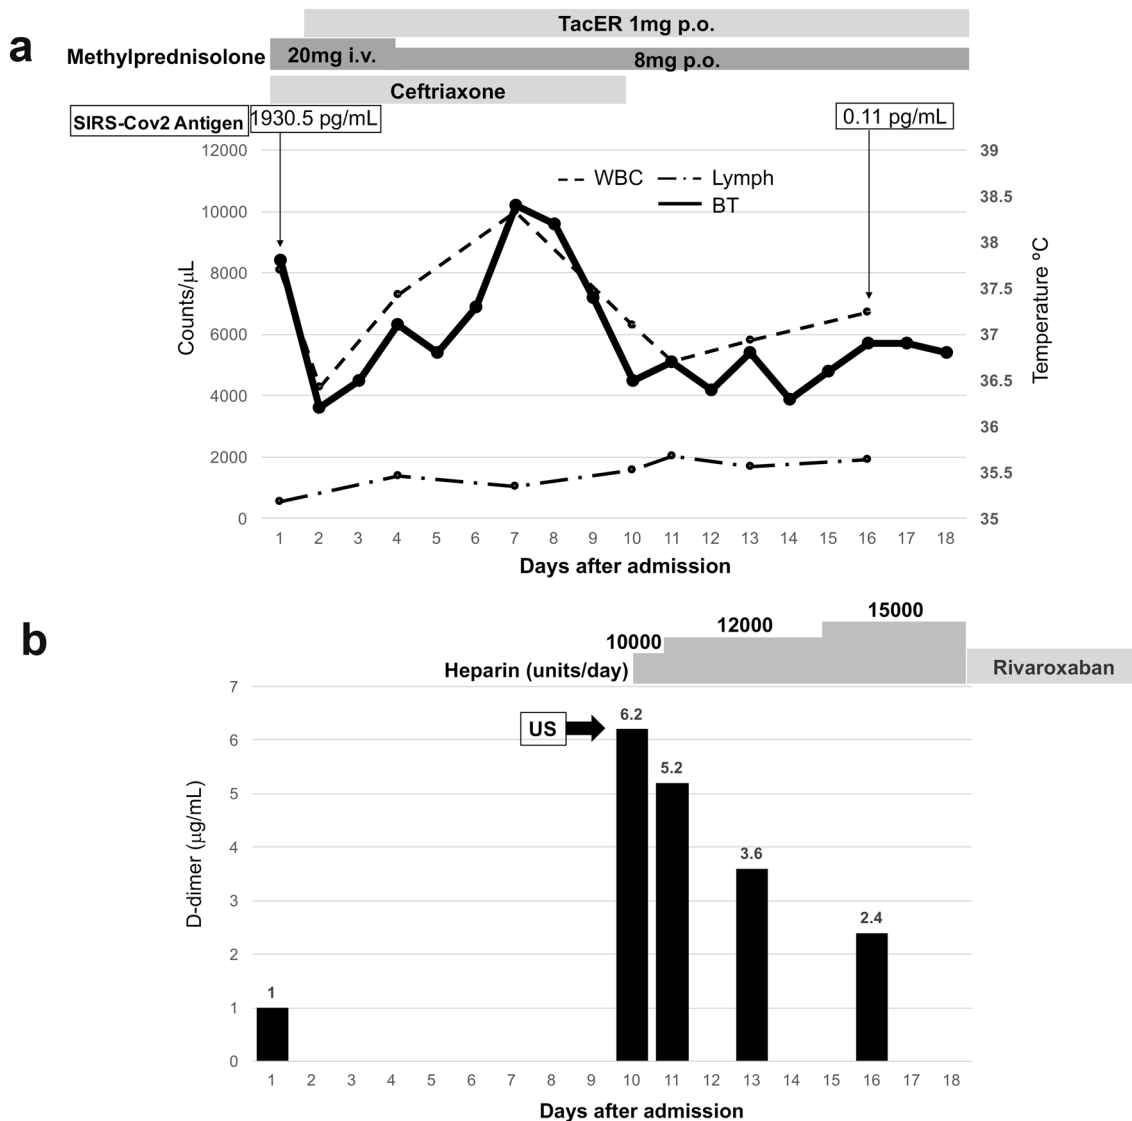 a
TacER 1mg p.o.
Methylprednisolone 20mg i.v. 8mg p.o.
Ceftriaxone
SIRS-Cov2 Antigen 1930.5 pg/mL 0.11 pg/mL
12000 39
WBC Lymph
BT
38.5
10000
38
8000
37.5
6000 37
36.5
4000
36
2000
35.5
0 35
Counts/μL
Temperature ºC
1 2 3 4 5 6 7 8 9 10 11 12 13 14 15 16 17 18
Days after admission
b
15000
12000
10000
Heparin (units/day) Rivaroxaban
7
US 6.2
6
5.2
5
4
3.6
3
2.4
2
1
1
0
D-dimer (μg/mL)
1 2 3 4 5 6 7 8 9 10 11 12 13 14 15 16 17 18
Days after admission